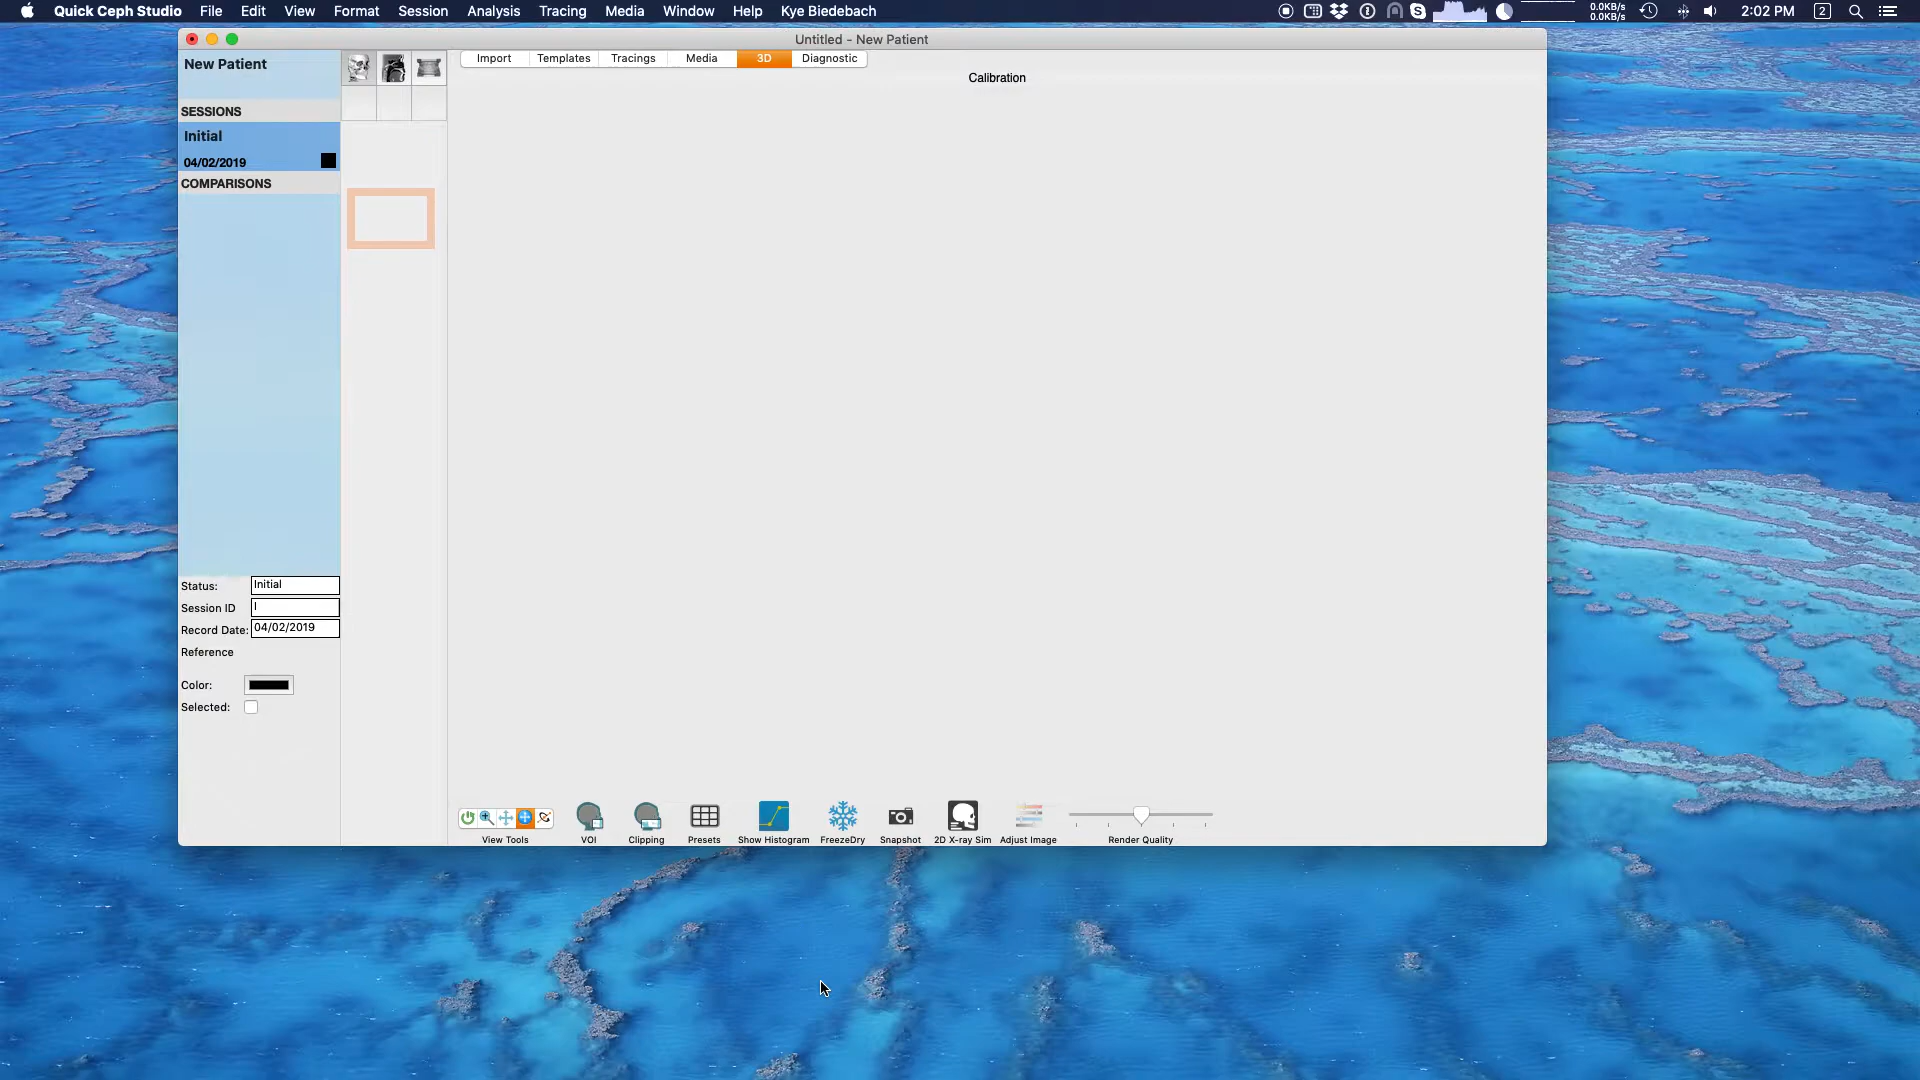 Quick Ceph Studio File Edit View Format Session Analysis Tracing Media Window Help Kye Biedebach
0.0KB/s
0.0KB/s
2:02 PM
2
Untitled - New Patient
New Patient
SESSIONS
Initial
04/02/2019
COMPARISONS
Import Templates Tracings Media 3D Diagnostic
Calibration
Status: Initial
Session ID I
Record Date: 04/02/2019
Reference
Color:
Selected:
View Tools VOI Clipping Presets Show Histogram FreezeDry Snapshot 2D X-ray Sim Adjust Image Render Quality